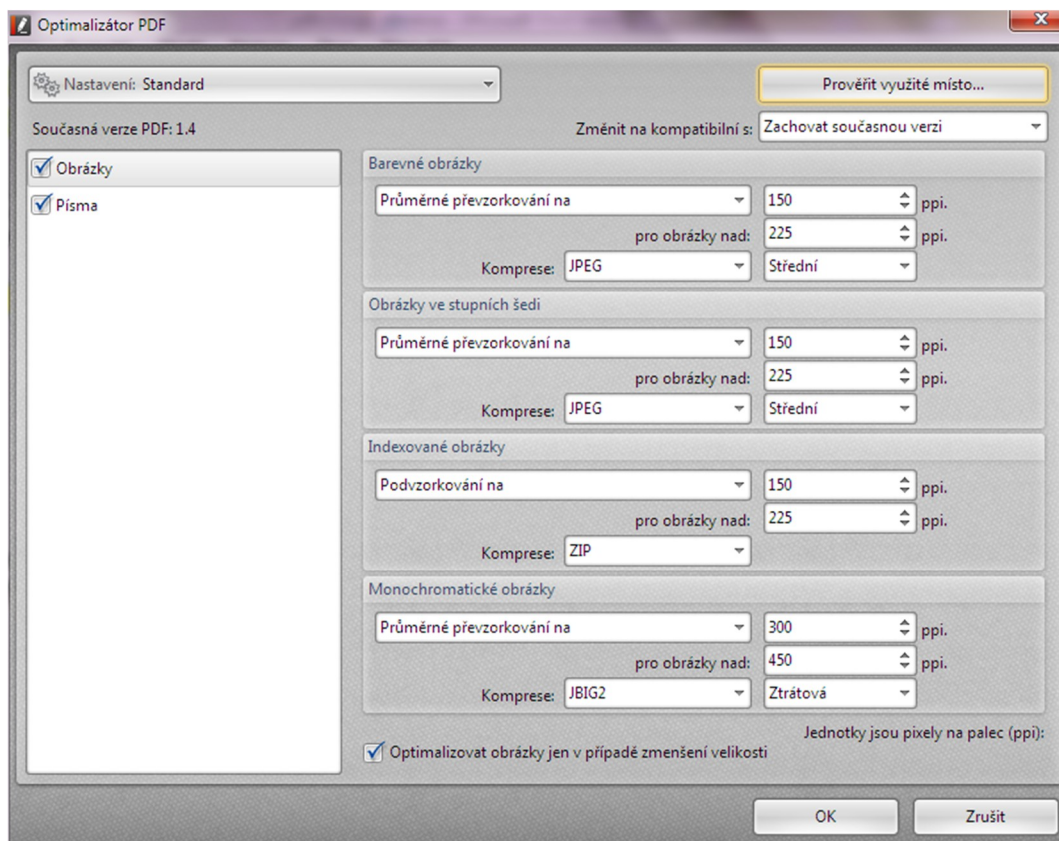 Optimalizátor PDF
Nastavení: Standard
Prověřit využité místo...
Současná verze PDF: 1.4
Změnit na kompatibilní s: Zachovat současnou verzi
Obrázky
Písma
Barevné obrázky
Průměrné převzorkování na 150 ppi.
pro obrázky nad: 225 ppi.
Komprese: JPEG Střední
Obrázky ve stupních šedi
Průměrné převzorkování na 150 ppi.
pro obrázky nad: 225 ppi.
Komprese: JPEG Střední
Indexované obrázky
Podvzorkování na 150 ppi.
pro obrázky nad: 225 ppi.
Komprese: ZIP
Monochromatické obrázky
Průměrné převzorkování na 300 ppi.
pro obrázky nad: 450 ppi.
Komprese: JBIG2 Ztrátová
Jednotky jsou pixely na palec (ppi):
Optimalizovat obrázky jen v případě zmenšení velikosti
OK Zrušit